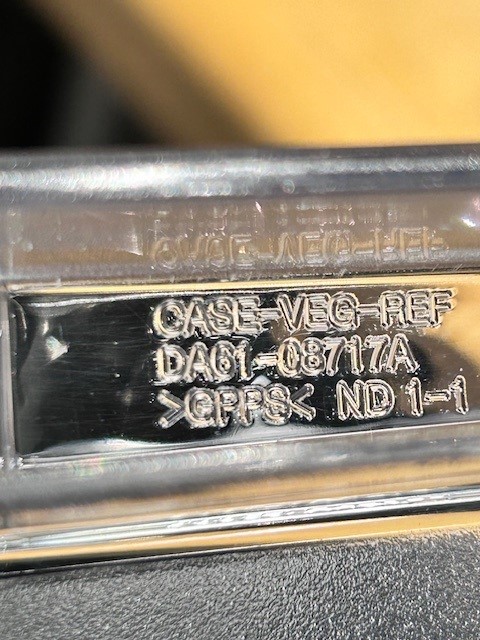 CASE-VEG-REF
DA61-08717A
>GPPS< ND 1-1